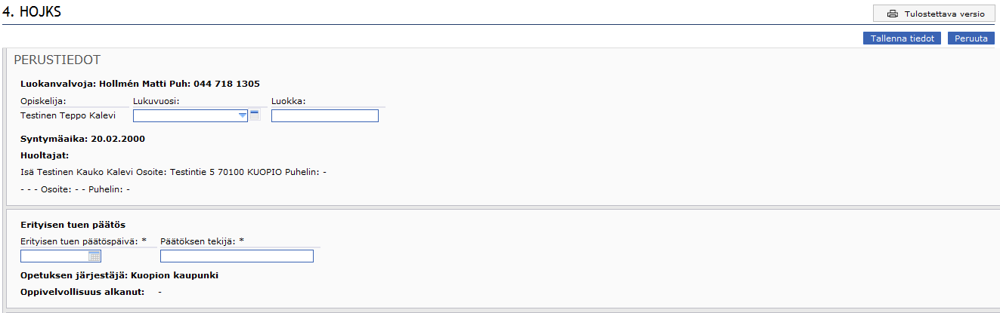 4. HOJKS
Tulostettava versio
Tallenna tiedot Peruuta
PERUSTIEDOT
Luokanvalvoja: Hollmén Matti Puh: 044 718 1305
Opiskelija: Lukuvuosi: Luokka:
Testinen Teppo Kalevi
Syntymäaika: 20.02.2000
Huoltajat:
Isä Testinen Kauko Kalevi Osoite: Testintie 5 70100 KUOPIO Puhelin: -
- - - Osoite: - - Puhelin: -
Erityisen tuen päätös
Erityisen tuen päätöspäivä: * Päätöksen tekijä: *
Opetuksen järjestäjä: Kuopion kaupunki
Oppivelvollisuus alkanut: -